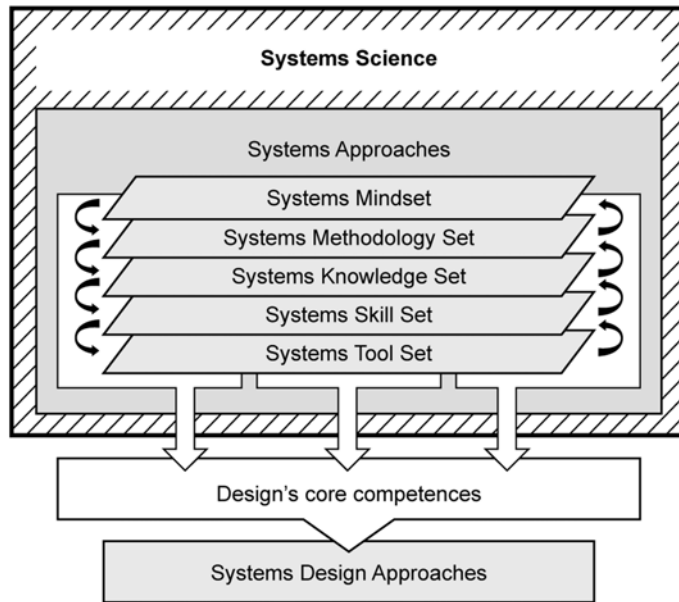 Systems Science
Systems Approaches
Systems Mindset
Systems Methodology Set
Systems Knowledge Set
Systems Skill Set
Systems Tool Set
Design's core competences
Systems Design Approaches